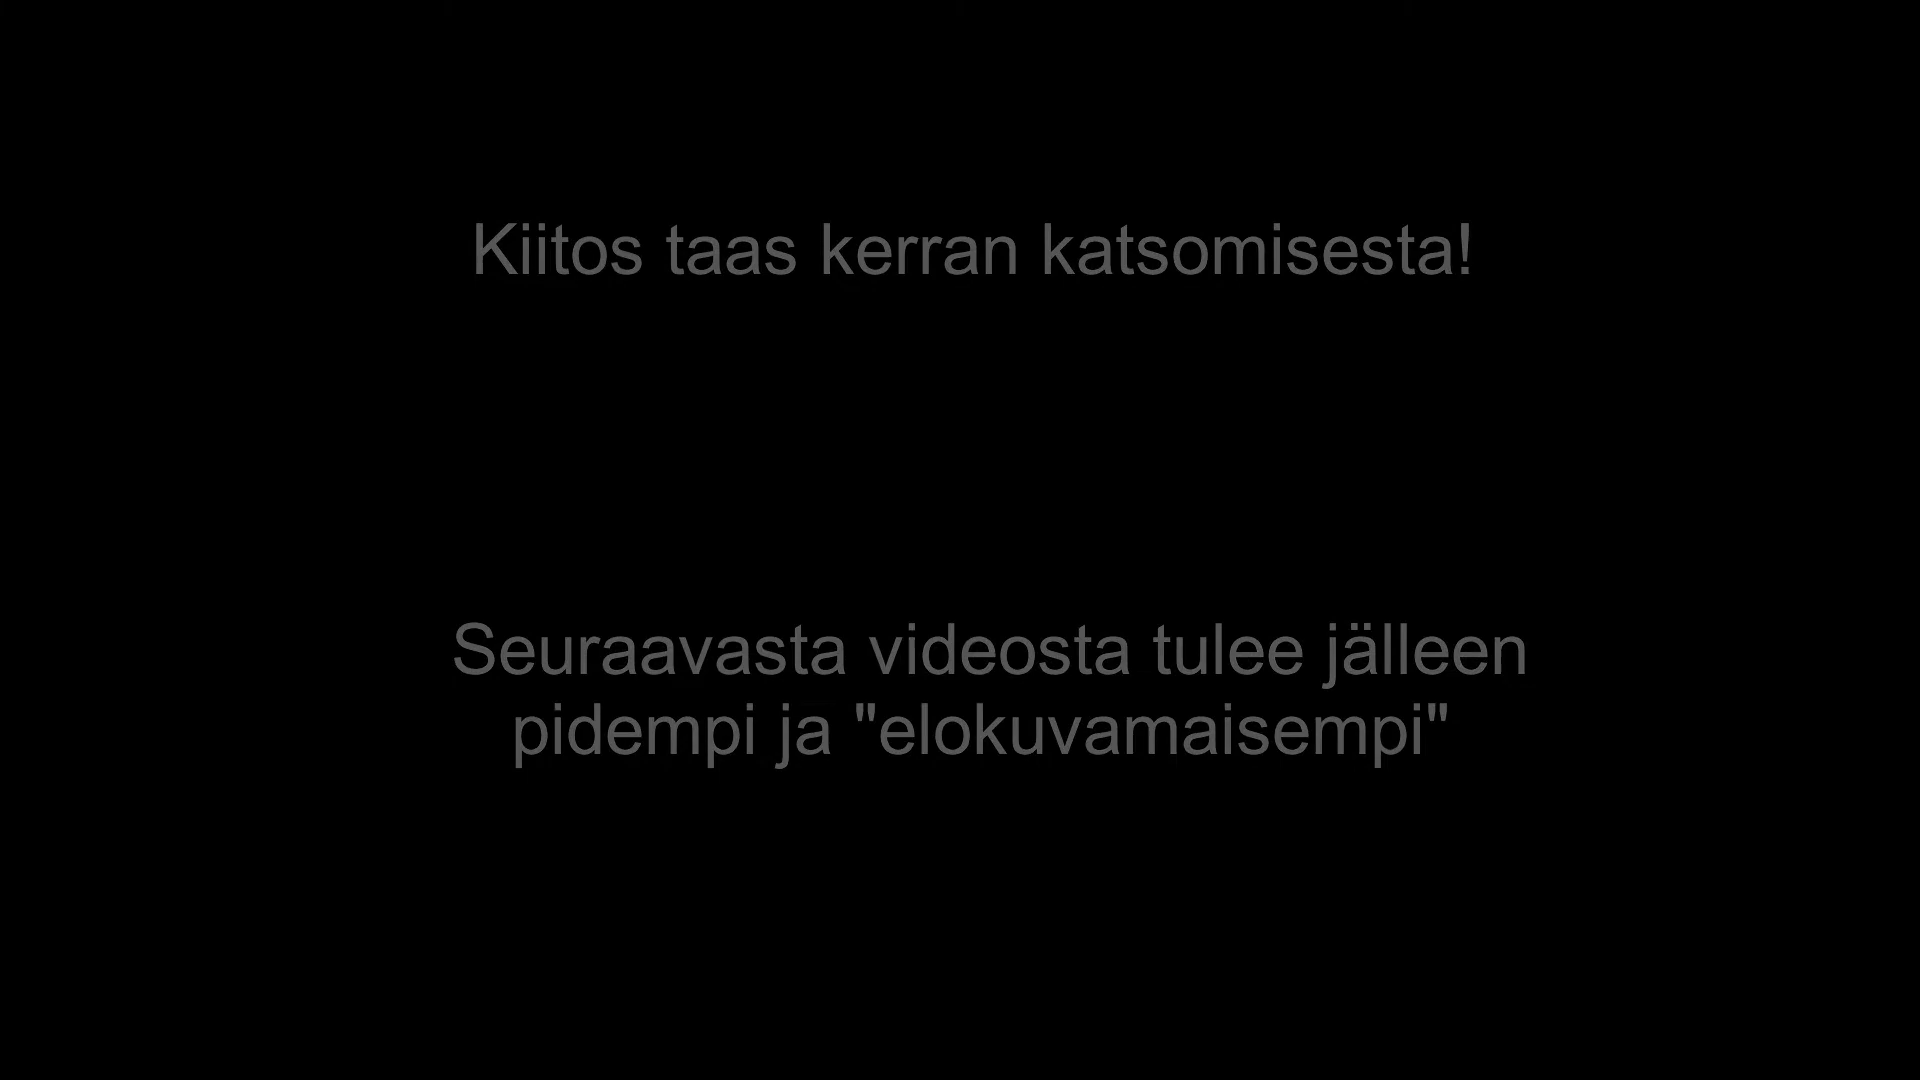 Kiitos taas kerran katsomisesta!
Seuraavasta videosta tulee jälleen
pidempi ja "elokuvamaisempi"